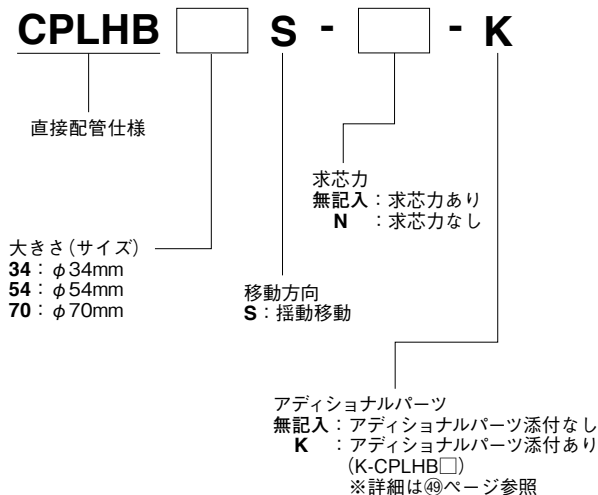 CPLHB□ S - □ - K
直接配管仕様
求芯力
無記入：求芯力あり
N ：求芯力なし
大きさ（サイズ）
34：φ34mm
54：φ54mm
70：φ70mm
移動方向
S：揺動移動
アディショナルパーツ
無記入：アディショナルパーツ添付なし
K ：アディショナルパーツ添付あり
(K-CPLHB□)
※詳細は㊾ページ参照